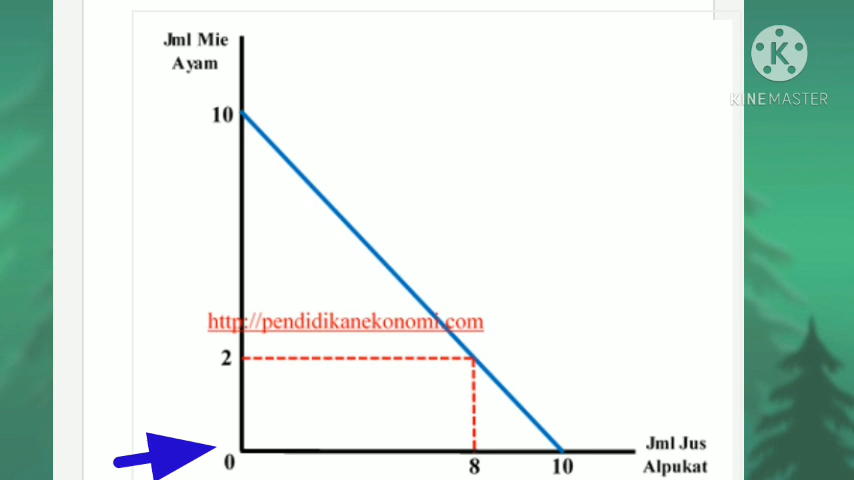 Jml Mie
Ayam
K
KINEMASTER
10
http://pendidikanekonomi.com
2
0
8
10
Jml Jus
Alpukat